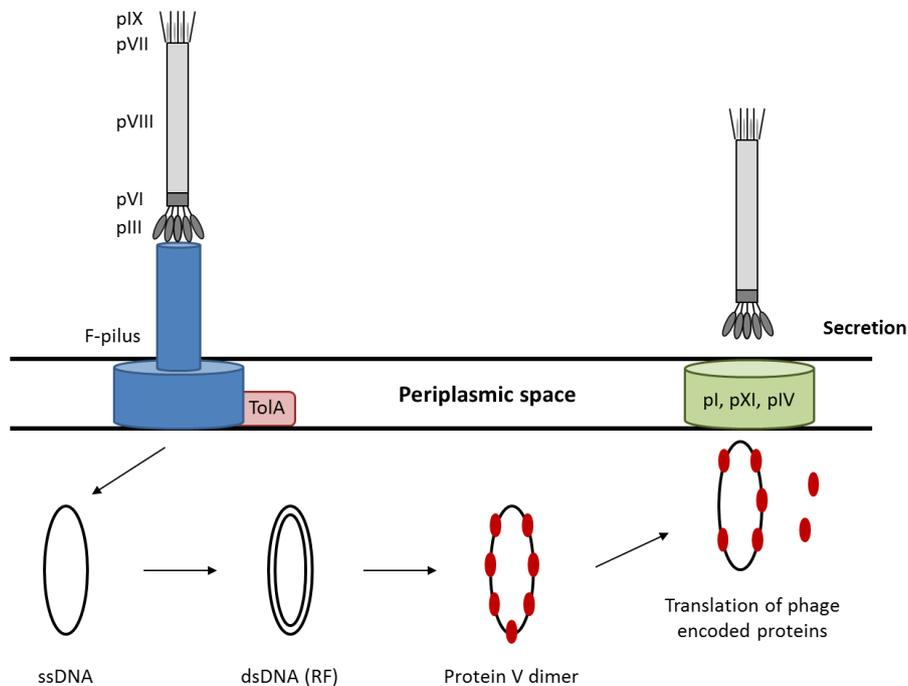 pIX
pVII
pVIII
pVI
pIII
F-pilus
Secretion
TolA
Periplasmic space
pI, pXI, pIV
Translation of phage
encoded proteins
ssDNA
dsDNA (RF)
Protein V dimer